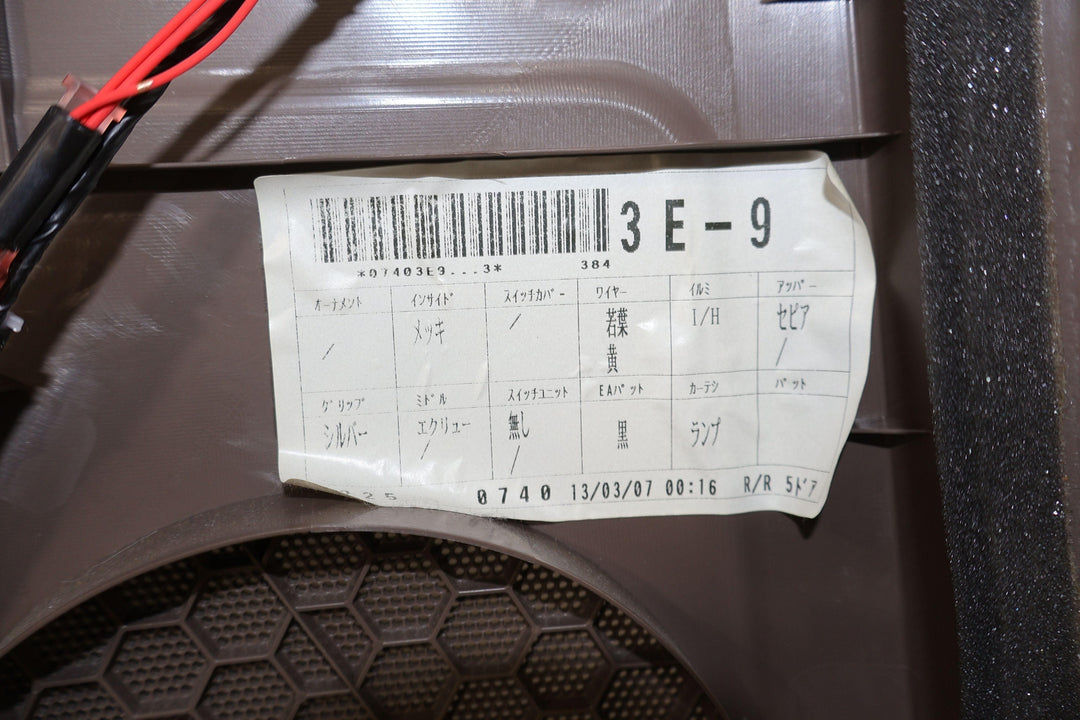 3E-9
*07403E9...3* 384
オーナメント インサイド スイッチカバー ワイヤー イルミ アッパー
/ メッキ / 若葉 I/H セピア
黄 /
グリップ ミドル スイッチユニット EAパット カーテン パット
シルバー エクリュー 無し 黒 ランプ
/ /
25 0740 13/03/07 00:16 R/R 5ドア